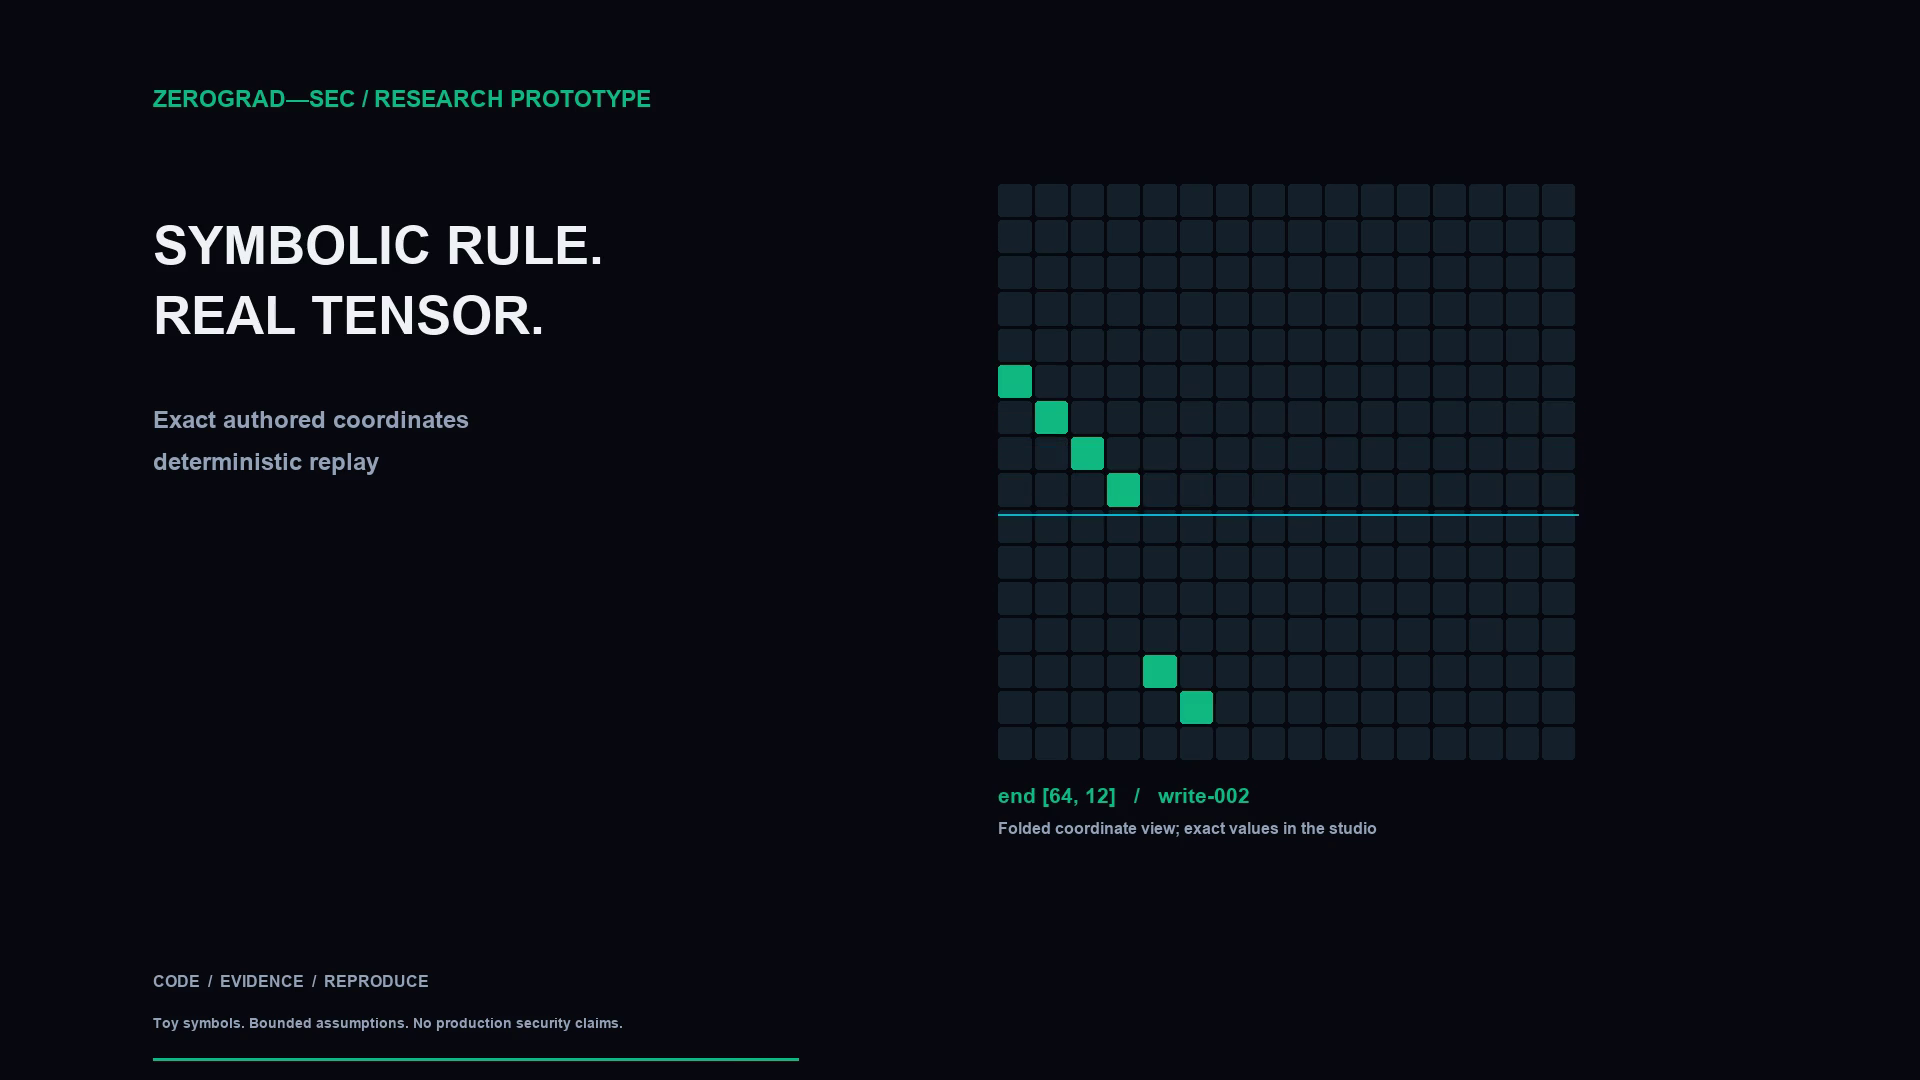 ZEROGRAD—SEC / RESEARCH PROTOTYPE
SYMBOLIC RULE.
REAL TENSOR.
Exact authored coordinates
deterministic replay
end [64, 12] / write-002
Folded coordinate view; exact values in the studio
CODE / EVIDENCE / REPRODUCE
Toy symbols. Bounded assumptions. No production security claims.